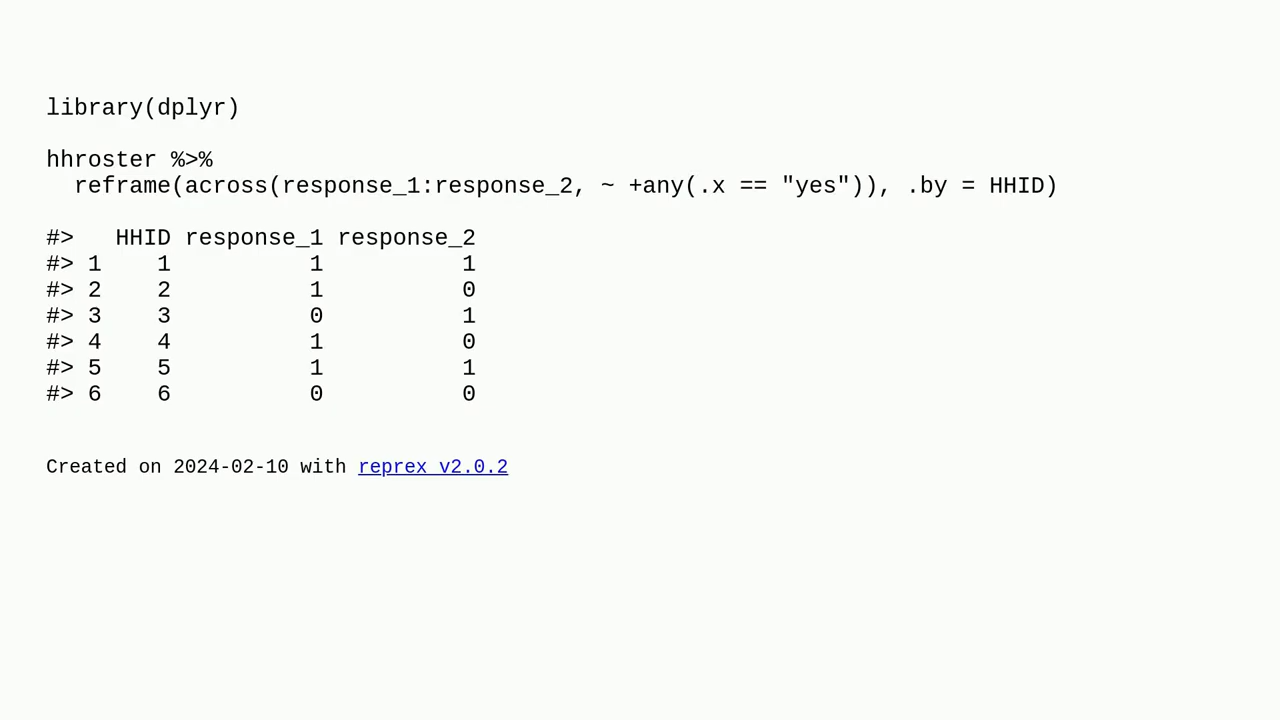 library(dplyr)
hhroster %>%
  reframe(across(response_1:response_2, ~ +any(.x == "yes")), .by = HHID)
#>   HHID response_1 response_2
#> 1    1          1          1
#> 2    2          1          0
#> 3    3          0          1
#> 4    4          1          0
#> 5    5          1          1
#> 6    6          0          0
Created on 2024-02-10 with reprex v2.0.2